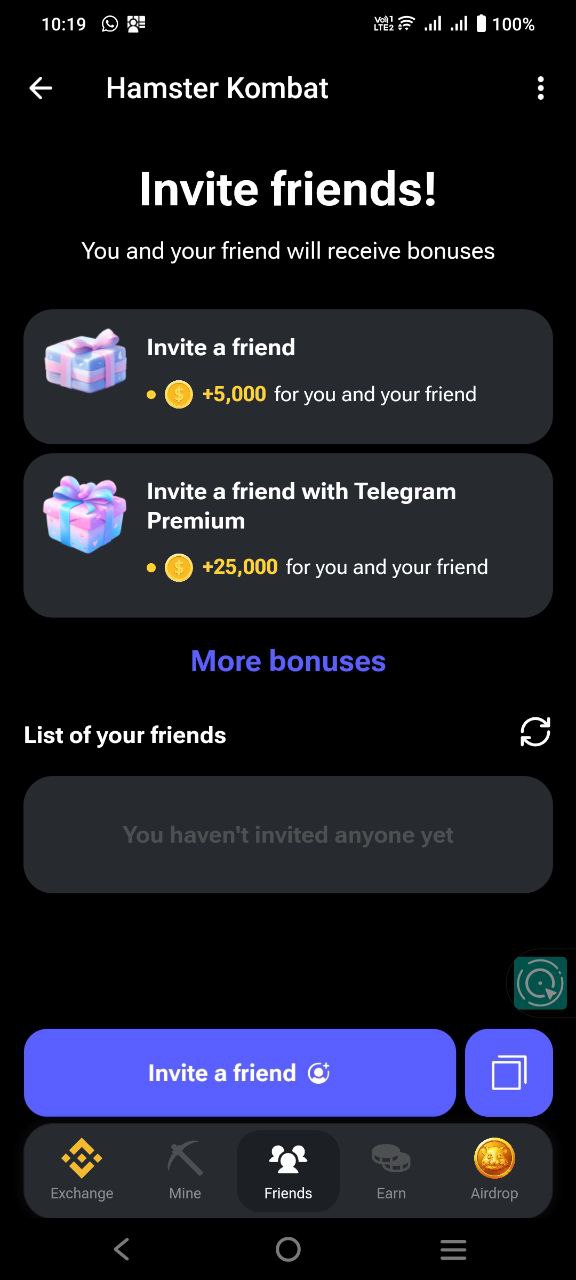 10:19
Vo))1
LTE2
100%
Hamster Kombat
Invite friends!
You and your friend will receive bonuses
Invite a friend
+5,000 for you and your friend
Invite a friend with Telegram
Premium
+25,000 for you and your friend
More bonuses
List of your friends
You haven't invited anyone yet
Invite a friend
Exchange
Mine
Friends
Earn
Airdrop